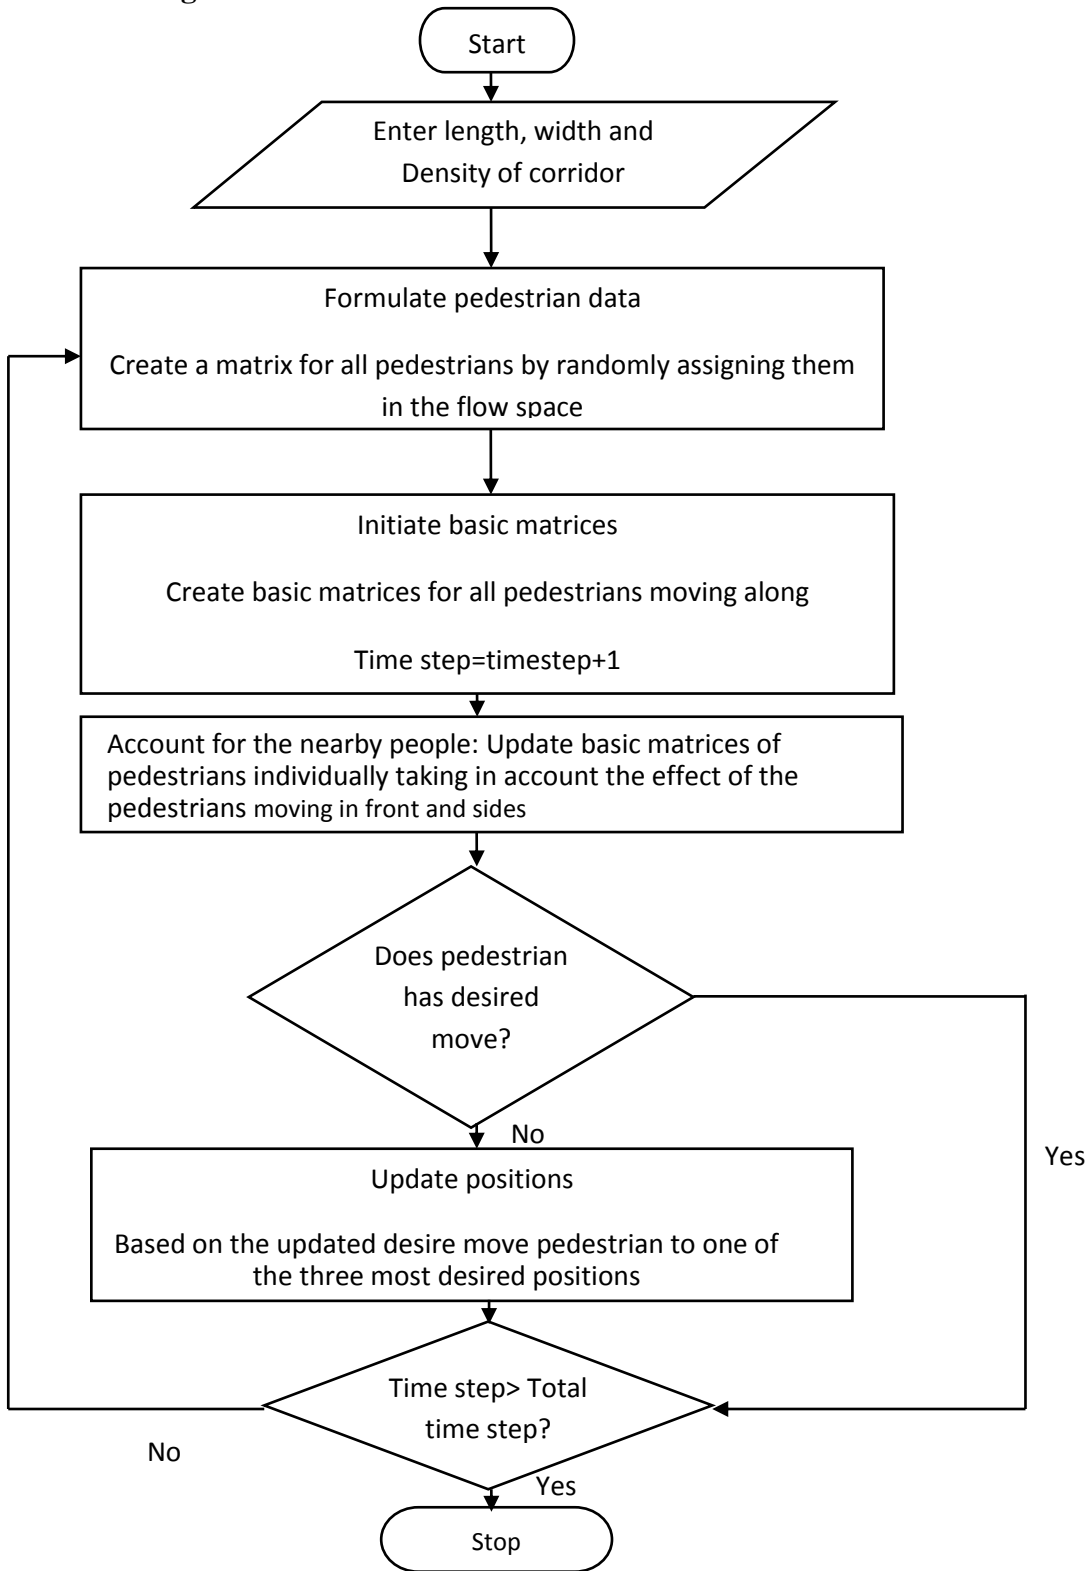 Start
Enter length, width and
Density of corridor
Formulate pedestrian data
Create a matrix for all pedestrians by randomly assigning them
in the flow space
Initiate basic matrices
Create basic matrices for all pedestrians moving along
Time step=timestep+1
Account for the nearby people: Update basic matrices of
pedestrians individually taking in account the effect of the
pedestrians moving in front and sides
Does pedestrian
has desired
move?
No
Yes
Update positions
Based on the updated desire move pedestrian to one of
the three most desired positions
Time step> Total
time step?
No
Yes
Stop